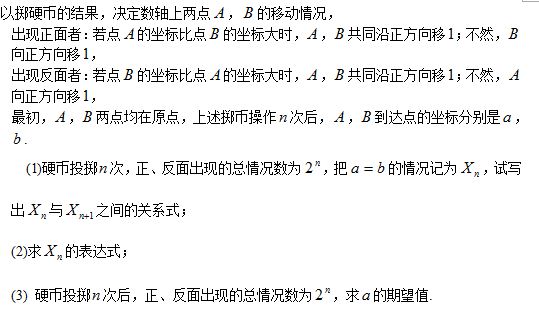 以掷硬币的结果，决定数轴上两点 A，B 的移动情况，
出现正面者：若点 A 的坐标比点 B 的坐标大时，A，B 共同沿正方向移1；不然，B
向正方向移1，
出现反面者：若点 B 的坐标比点 A 的坐标大时，A，B 共同沿正方向移1；不然，A
向正方向移1，
最初，A，B 两点均在原点，上述掷币操作 n 次后，A，B 到达点的坐标分别是 a，
b．
(1)硬币投掷 n 次，正、反面出现的总情况数为 2ⁿ，把 a = b 的情况记为 Xₙ，试写
出 Xₙ 与 Xₙ₊₁ 之间的关系式；
(2)求 Xₙ 的表达式；
(3) 硬币投掷 n 次后，正、反面出现的总情况数为 2ⁿ，求 a 的期望值．